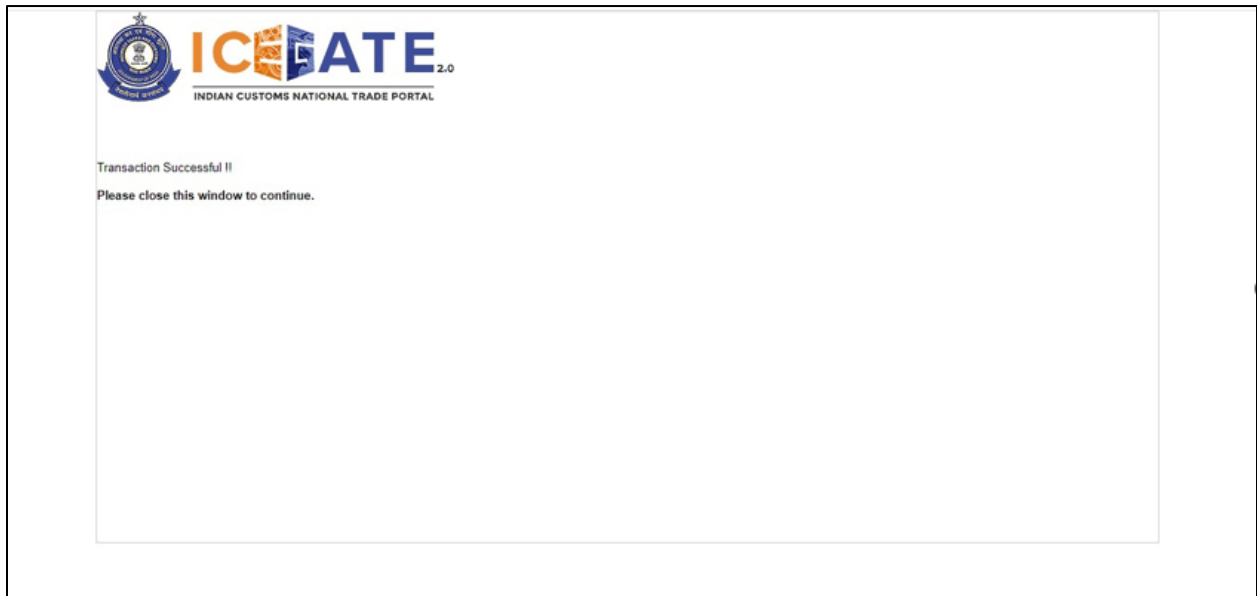 ICEGATE 2.0
INDIAN CUSTOMS NATIONAL TRADE PORTAL
Transaction Successful !!
Please close this window to continue.